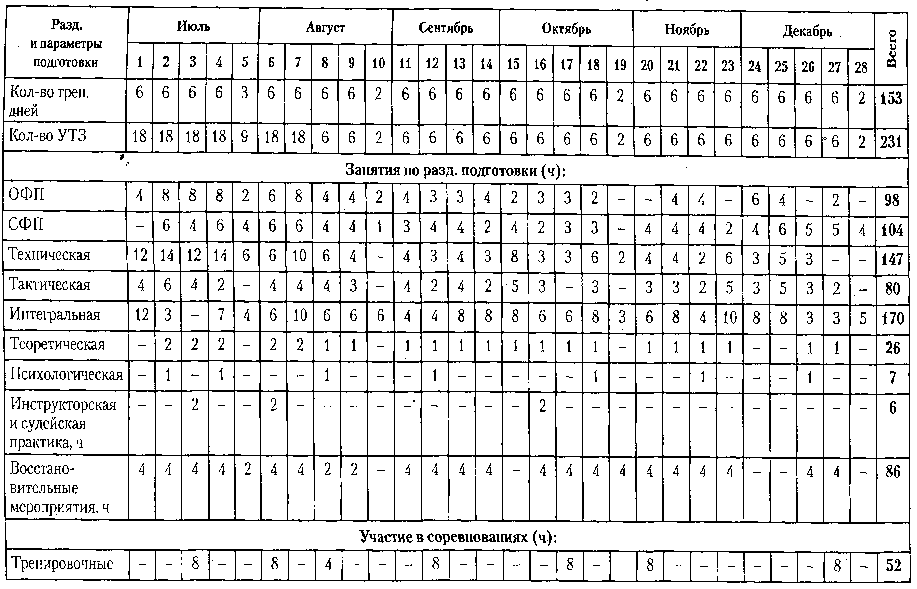 Разд. и параметры подготовки Июль Август Сентябрь Октябрь Ноябрь Декабрь Всего
1 2 3 4 5 6 7 8 9 10 11 12 13 14 15 16 17 18 19 20 21 22 23 24 25 26 27 28
Кол-во трен. дней 6 6 6 6 3 6 6 6 6 2 6 6 6 6 6 6 6 6 2 6 6 6 6 6 6 6 6 2 153
Кол-во УТЗ 18 18 18 18 9 18 18 6 6 2 6 6 6 6 6 6 6 6 2 6 6 6 6 6 6 6 6 2 231
Занятия по разд. подготовки (ч):
ОФП 4 8 8 8 2 6 8 4 4 2 4 3 3 4 2 3 3 2 – – 4 4 – 6 4 – 2 – 98
СФП – 6 4 6 4 6 6 4 4 1 3 4 4 2 4 2 3 3 – 4 4 4 2 4 6 5 5 4 104
Техническая 12 14 12 14 6 6 10 6 4 - 4 3 4 3 8 3 3 6 2 4 4 2 6 3 5 3 – – 147
Тактическая 4 6 4 2 – 4 4 4 3 – 4 2 4 2 5 3 – 3 – 3 3 2 5 3 5 3 2 – 80
Интегральная 12 3 – 7 4 6 10 6 6 6 4 4 8 8 8 6 6 8 3 6 8 4 10 8 8 3 3 5 170
Теоретическая – 2 2 2 – 2 2 1 1 – 1 1 1 1 1 1 1 1 – 1 1 1 1 – – 1 1 – 26
Психологическая – 1 – 1 – – – 1 – – – 1 – – – – – 1 – – – 1 – – – 1 – – 7
Инструкторская и судейская практика, ч – – 2 – – 2 – – – – – – – – – 2 – – – – – – – – – – – – 6
Восстано-вительные мероприятия, ч 4 4 4 4 2 4 4 2 2 – 4 4 4 4 – 4 4 4 4 4 4 4 4 – – 4 4 – 86
Участие в соревнованиях (ч):
Тренировочные – – 8 – – 8 – 4 – – – 8 – – – – 8 – – 8 – – – – – – 8 – 52